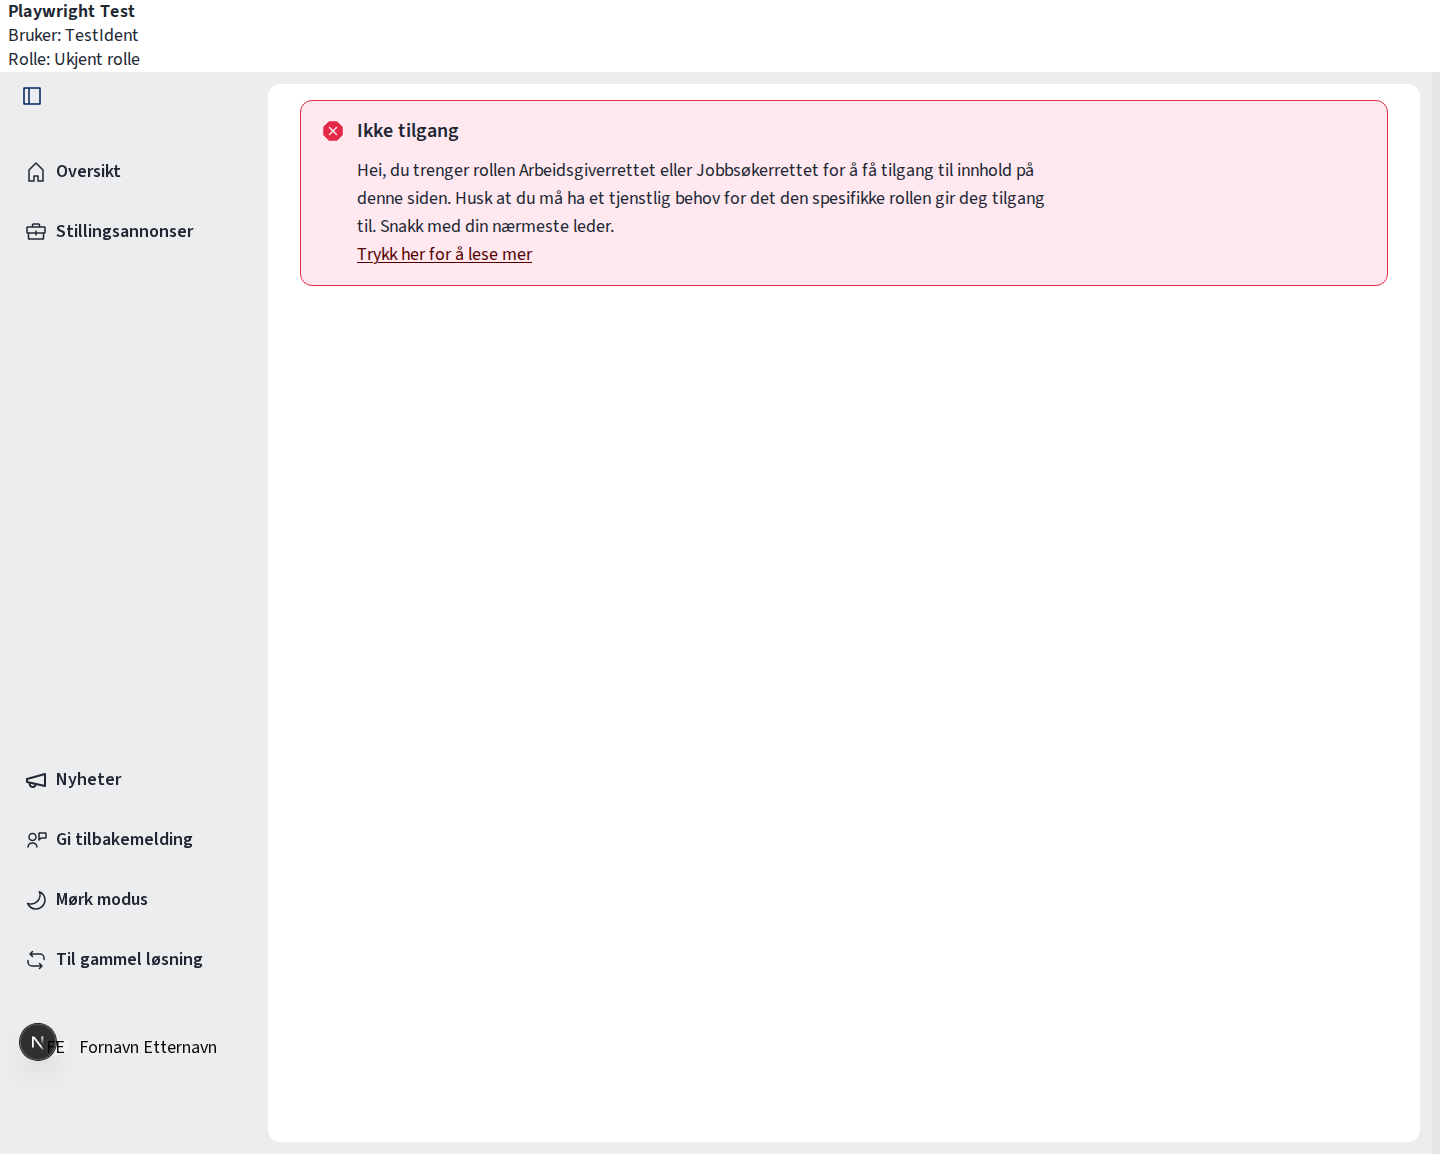 Playwright Test
Bruker: TestIdent
Rolle: Ukjent rolle
Oversikt
Stillingsannonser
Ikke tilgang
Hei, du trenger rollen Arbeidsgiverrettet eller Jobbsøkerrettet for å få tilgang til innhold på
denne siden. Husk at du må ha et tjenstlig behov for det den spesifikke rollen gir deg tilgang
til. Snakk med din nærmeste leder.
Trykk her for å lese mer
Nyheter
Gi tilbakemelding
Mørk modus
Til gammel løsning
N
FE Fornavn Etternavn